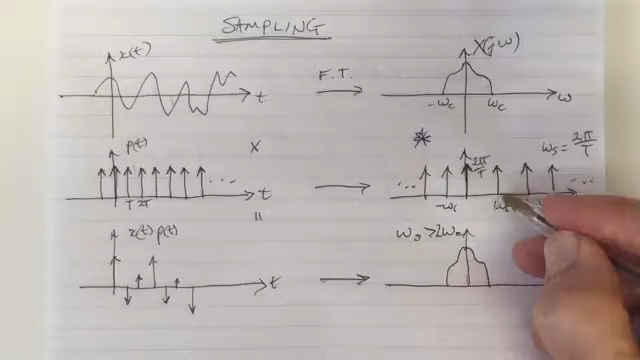 SAMPLING
x(t)
F.T.
X(jω)
t
-ωc
ωc
ω
p(t)
x
*
2π/T
ωs = 2π/T
T
2T
...
t
...
-ωs
ωs
...
=
x(t) p(t)
ωs > 2ωc
t